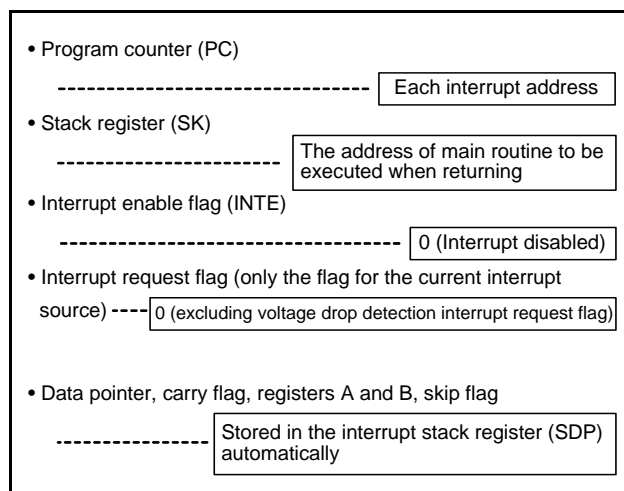 • Program counter (PC)
Each interrupt address
• Stack register (SK)
The address of main routine to be
executed when returning
• Interrupt enable flag (INTE)
0 (Interrupt disabled)
• Interrupt request flag (only the flag for the current interrupt
source)
0 (excluding voltage drop detection interrupt request flag)
• Data pointer, carry flag, registers A and B, skip flag
Stored in the interrupt stack register (SDP)
automatically